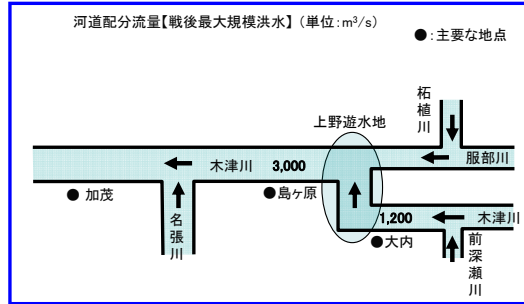 河道配分流量【戦後最大規模洪水】（単位：m³/s）
●：主要な地点
柘植川
上野遊水地
服部川
木津川
3,000
加茂
島ヶ原
名張川
1,200
木津川
大内
前深瀬川